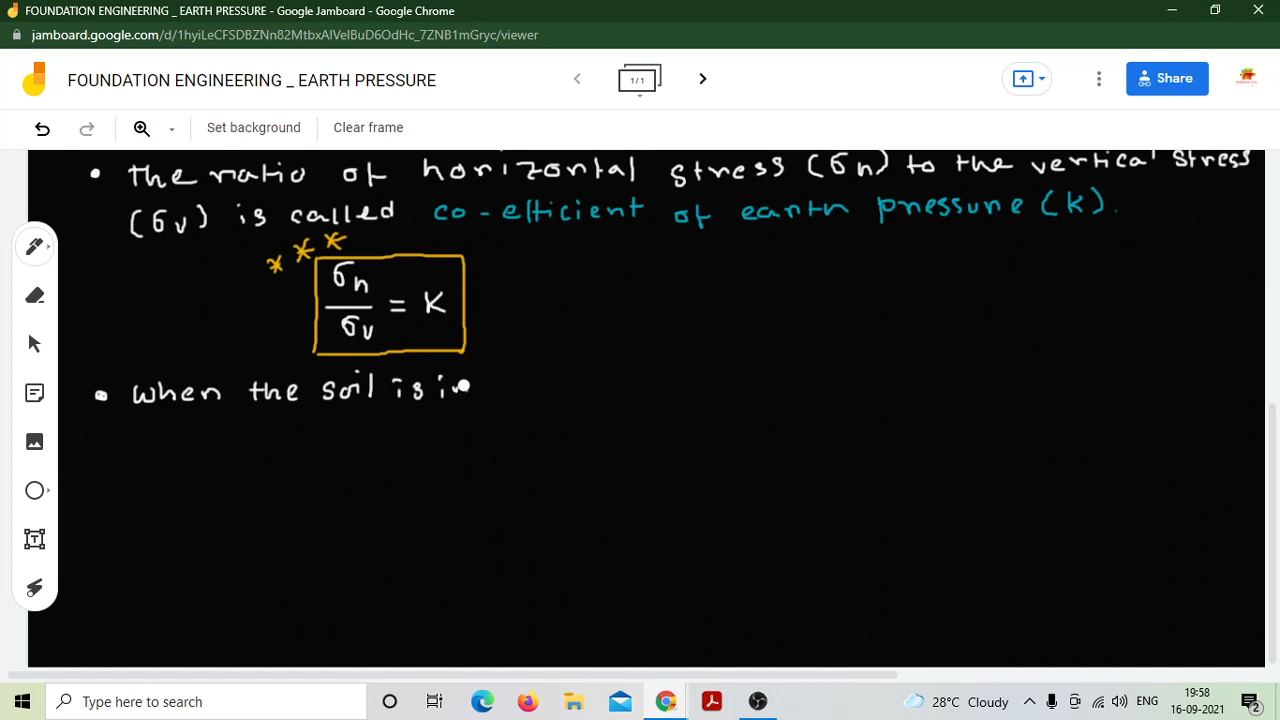 FOUNDATION ENGINEERING _ EARTH PRESSURE - Google Jamboard - Google Chrome
jamboard.google.com/d/1hyiLeCFSDBZNn82MtbxAlVelBuD6OdHc_7ZNB1mGryc/viewer
FOUNDATION ENGINEERING _ EARTH PRESSURE
1/1
Share
Set background
Clear frame
• the ratio of horizontal stress (σh) to the vertical stress
(σv) is called co-efficient of earth pressure (K).
* * *
σh
/σv = K
• when the soil is i
Type here to search
28°C Cloudy
ENG
19:58
16-09-2021
2